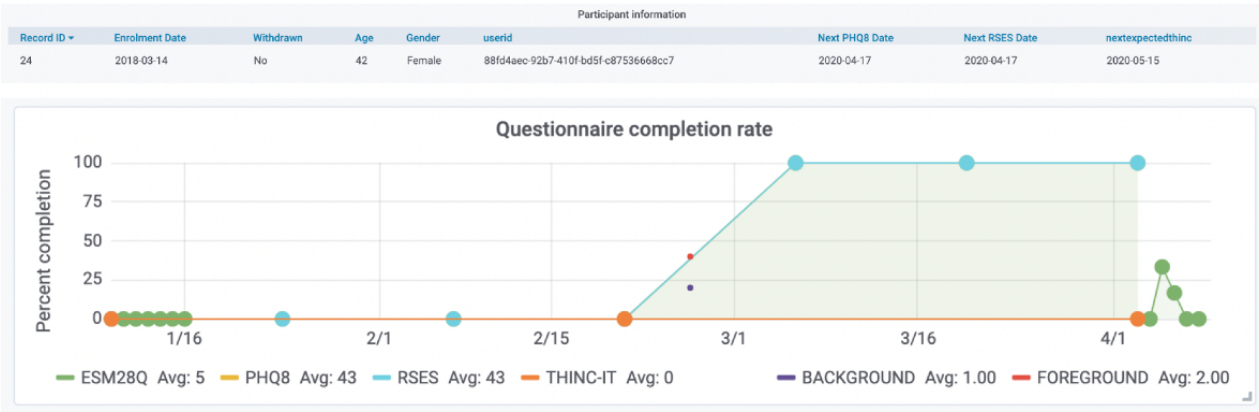 Participant information
Record ID Enrolment Date Withdrawn Age Gender userid Next PHQ8 Date Next RSES Date nextexpectedthinc
24 2018-03-14 No 42 Female 88fd4aec-92b7-410f-bd5f-c87536668cc7 2020-04-17 2020-04-17 2020-05-15
Questionnaire completion rate
Percent completion
100
75
50
25
0
1/16 2/1 2/15 3/1 3/16 4/1
ESM28Q Avg: 5 PHQ8 Avg: 43 RSES Avg: 43 THINC-IT Avg: 0 BACKGROUND Avg: 1.00 FOREGROUND Avg: 2.00